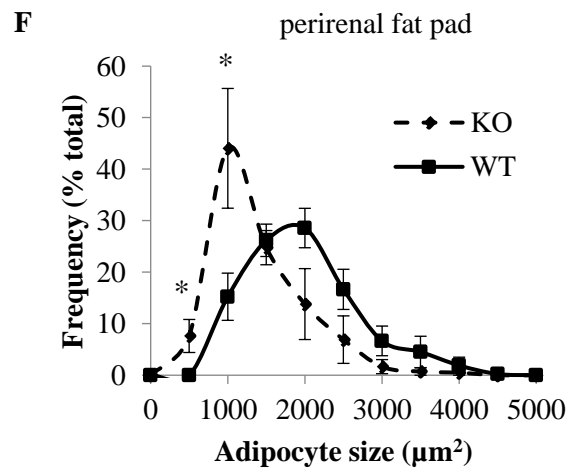 F
perirenal fat pad
60
50
40
30
20
10
0
Frequency (% total)
*
*
KO
WT
0 1000 2000 3000 4000 5000
Adipocyte size (µm²)